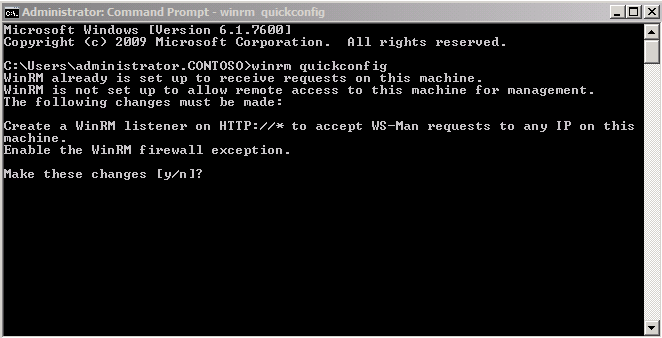 Administrator: Command Prompt - winrm  quickconfig
Microsoft Windows [Version 6.1.7600]
Copyright (c) 2009 Microsoft Corporation.  All rights reserved.
C:\Users\administrator.CONTOSO>winrm quickconfig
WinRM already is set up to receive requests on this machine.
WinRM is not set up to allow remote access to this machine for management.
The following changes must be made:
Create a WinRM listener on HTTP://* to accept WS-Man requests to any IP on this
machine.
Enable the WinRM firewall exception.
Make these changes [y/n]?